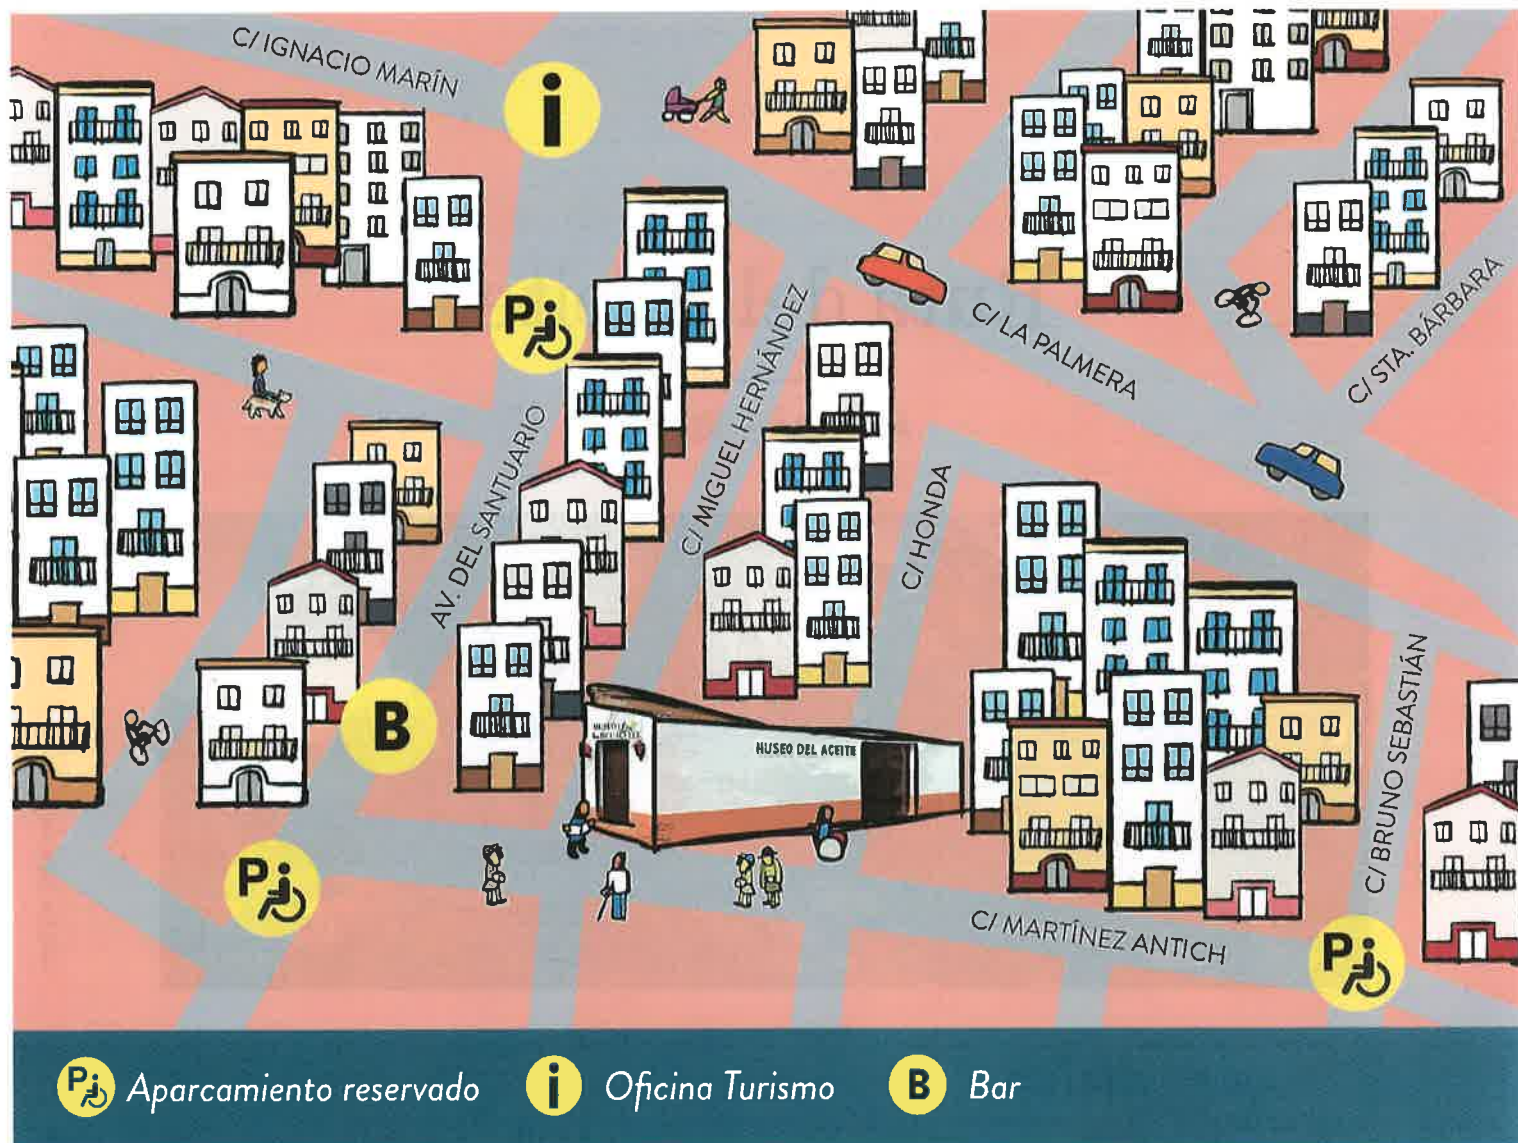 C/ IGNACIO MARÍN
i
P
C/ LA PALMERA
C/ STA. BÁRBARA
C/ MIGUEL HERNÁNDEZ
AV. DEL SANTUARIO
C/ HONDA
C/ BRUNO SEBASTIÁN
B
MUSEO DEL ACEITE
P
C/ MARTÍNEZ ANTICH
P
P Aparcamiento reservado
i Oficina Turismo
B Bar